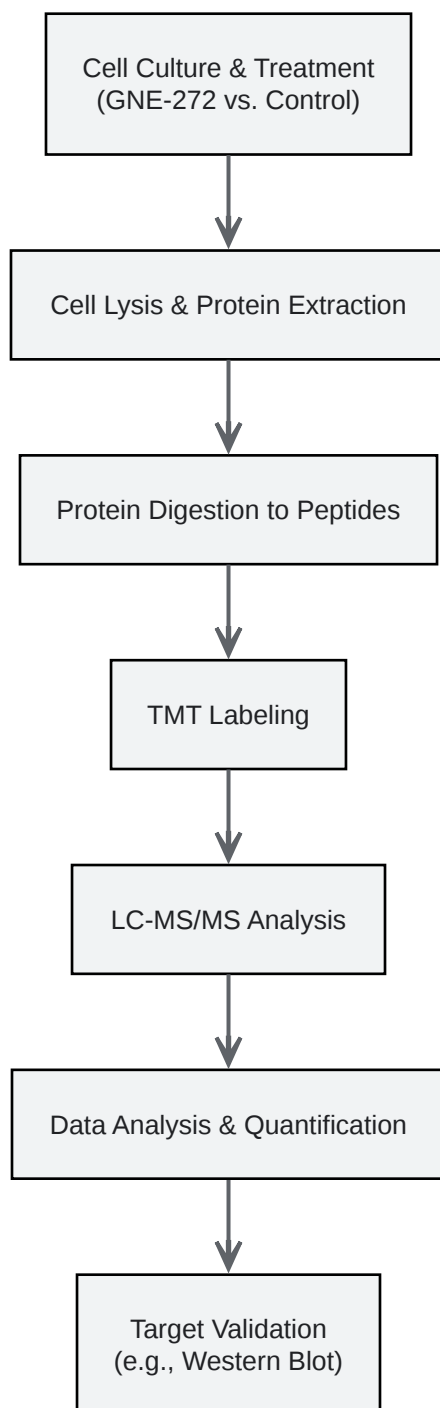 Cell Culture & Treatment
(GNE-272 vs. Control)
Cell Lysis & Protein Extraction
Protein Digestion to Peptides
TMT Labeling
LC-MS/MS Analysis
Data Analysis & Quantification
Target Validation
(e.g., Western Blot)